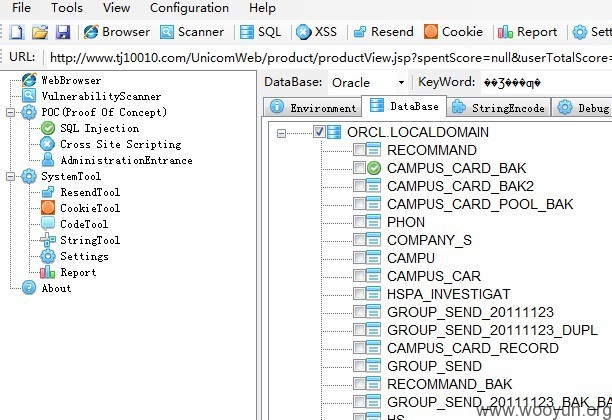 File Tools View Configuration Help
Browser Scanner SQL XSS Resend Cookie Report Sett
URL: http://www.tj10010.com/UnicomWeb/product/productView.jsp?spentScore=null&userTotalScore=
WebBrowser
VulnerabilityScanner
POC(Proof Of Concept)
SQL Injection
Cross Site Scripting
AdministrationEntrance
SystemTool
ResendTool
CookieTool
CodeTool
StringTool
Settings
Report
About
DataBase: Oracle KeyWord: ��Ʒ���ƣ�
Environment DataBase StringEncode Debug
ORCL.LOCALDOMAIN
RECOMMAND
CAMPUS_CARD_BAK
CAMPUS_CARD_BAK2
CAMPUS_CARD_POOL_BAK
PHON
COMPANY_S
CAMPU
CAMPUS_CAR
HSPA_INVESTIGAT
GROUP_SEND_20111123
GROUP_SEND_20111123_DUPL
CAMPUS_CARD_RECORD
GROUP_SEND
RECOMMAND_BAK
GROUP_SEND_20111123_BAK_BA
HS
www.wooyun.org